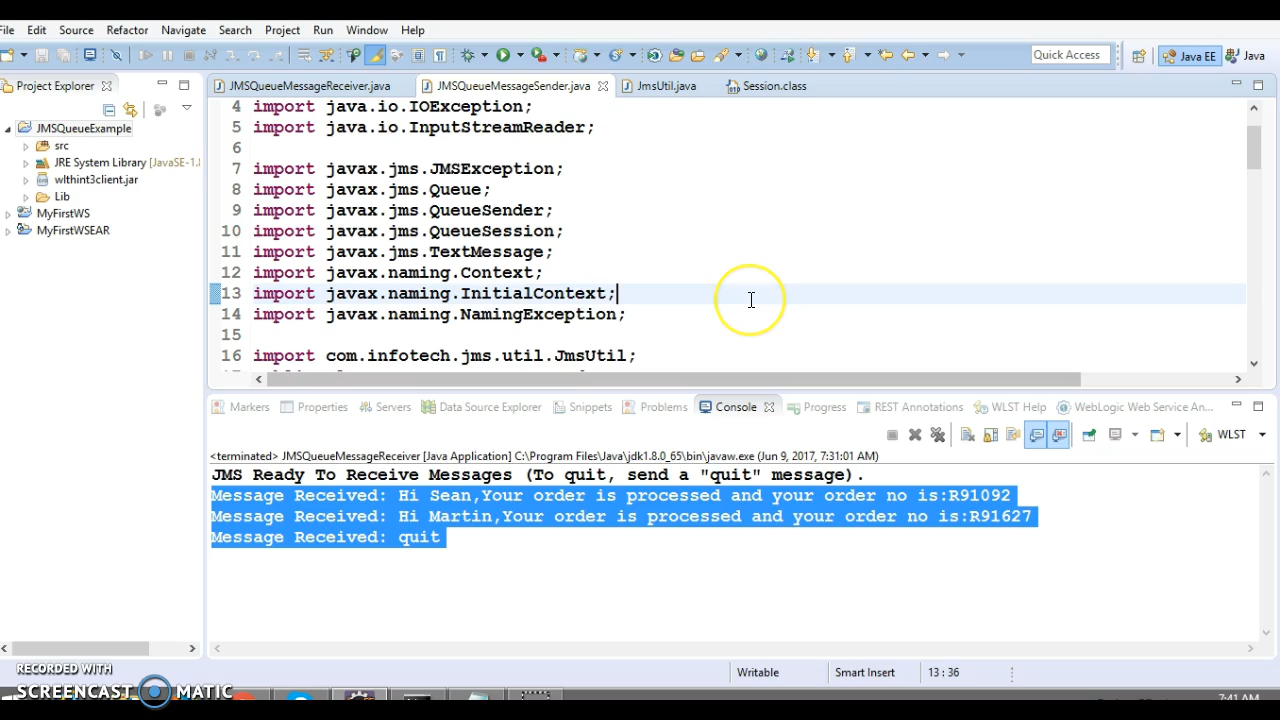 File Edit Source Refactor Navigate Search Project Run Window Help
Quick Access Java EE Java
Project Explorer
JMSQueueExample
src
JRE System Library [JavaSE-1.8
wlthint3client.jar
Lib
MyFirstWS
MyFirstWSEAR
JMSQueueMessageReceiver.java JMSQueueMessageSender.java JmsUtil.java Session.class
4 import java.io.IOException;
5 import java.io.InputStreamReader;
6
7 import javax.jms.JMSException;
8 import javax.jms.Queue;
9 import javax.jms.QueueSender;
10 import javax.jms.QueueSession;
11 import javax.jms.TextMessage;
12 import javax.naming.Context;
13 import javax.naming.InitialContext;
14 import javax.naming.NamingException;
15
16 import com.infotech.jms.util.JmsUtil;
Markers Properties Servers Data Source Explorer Snippets Problems Console Progress REST Annotations WLST Help WebLogic Web Service An...
WLST
<terminated> JMSQueueMessageReceiver [Java Application] C:\Program Files\Java\jdk1.8.0_65\bin\javaw.exe (Jun 9, 2017, 7:31:01 AM)
JMS Ready To Receive Messages (To quit, send a "quit" message).
Message Received: Hi Sean,Your order is processed and your order no is:R91092
Message Received: Hi Martin,Your order is processed and your order no is:R91627
Message Received: quit
Writable Smart Insert 13 : 36
RECORDED WITH
SCREENCAST MATIC
7:41 AM